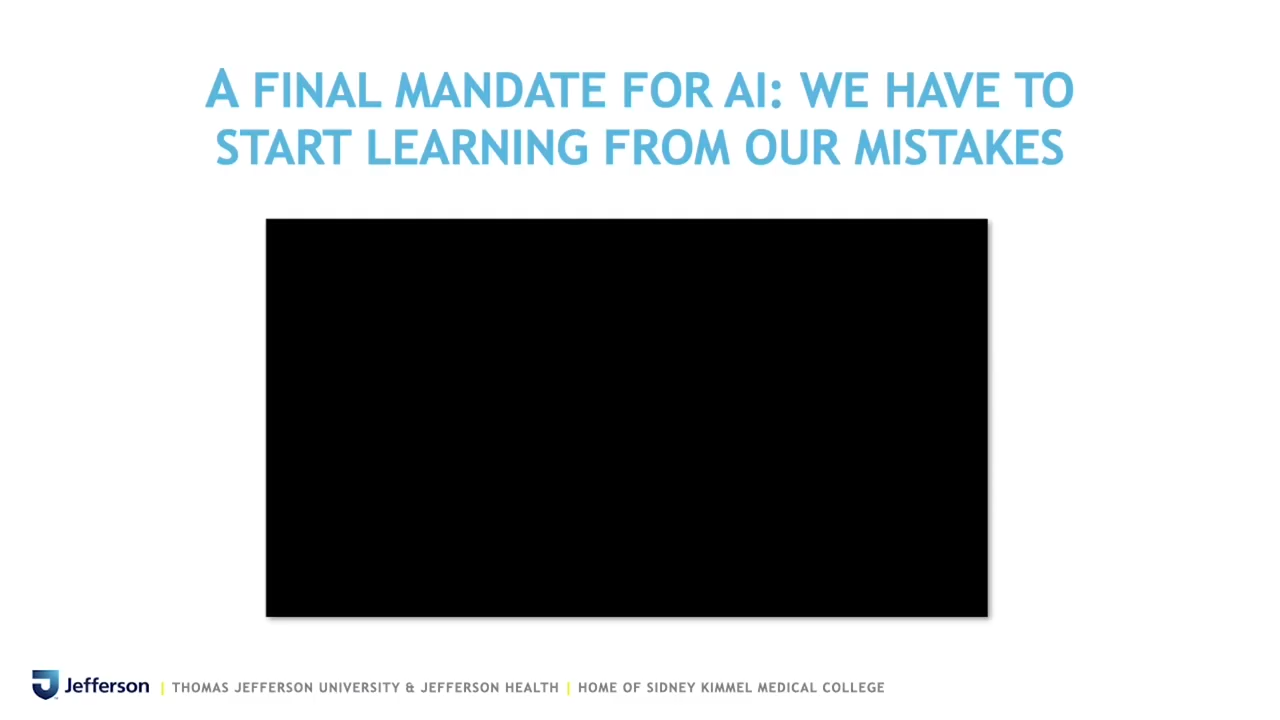 A FINAL MANDATE FOR AI: WE HAVE TO
START LEARNING FROM OUR MISTAKES
Jefferson | THOMAS JEFFERSON UNIVERSITY & JEFFERSON HEALTH | HOME OF SIDNEY KIMMEL MEDICAL COLLEGE